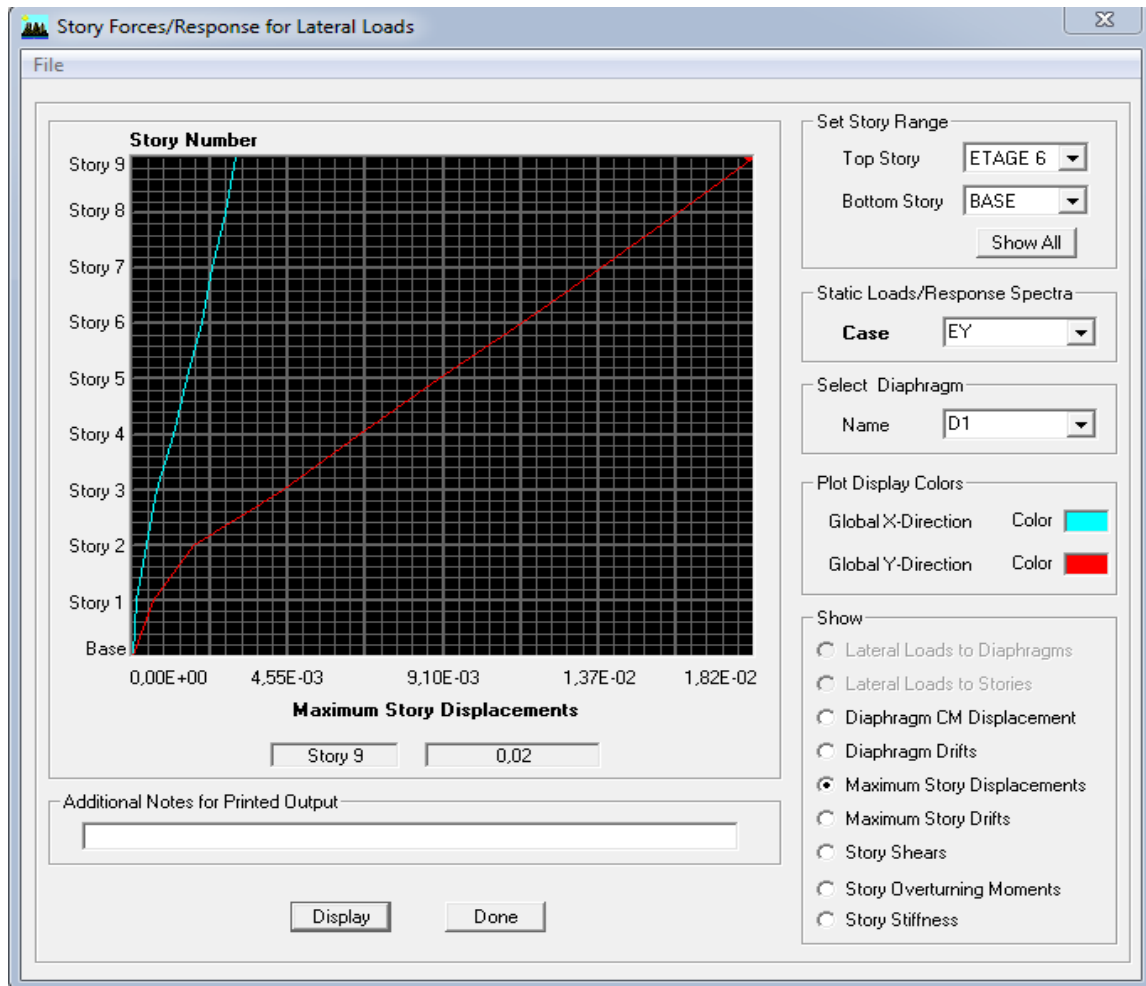 Story Forces/Response for Lateral Loads
File
Story Number
Story 9
Story 8
Story 7
Story 6
Story 5
Story 4
Story 3
Story 2
Story 1
Base
0,00E+00 4,55E-03 9,10E-03 1,37E-02 1,82E-02
Maximum Story Displacements
Story 9 0,02
Additional Notes for Printed Output
Display Done
Set Story Range
Top Story ETAGE 6
Bottom Story BASE
Show All
Static Loads/Response Spectra
Case EY
Select Diaphragm
Name D1
Plot Display Colors
Global X-Direction Color
Global Y-Direction Color
Show
Lateral Loads to Diaphragms
Lateral Loads to Stories
Diaphragm CM Displacement
Diaphragm Drifts
Maximum Story Displacements
Maximum Story Drifts
Story Shears
Story Overturning Moments
Story Stiffness